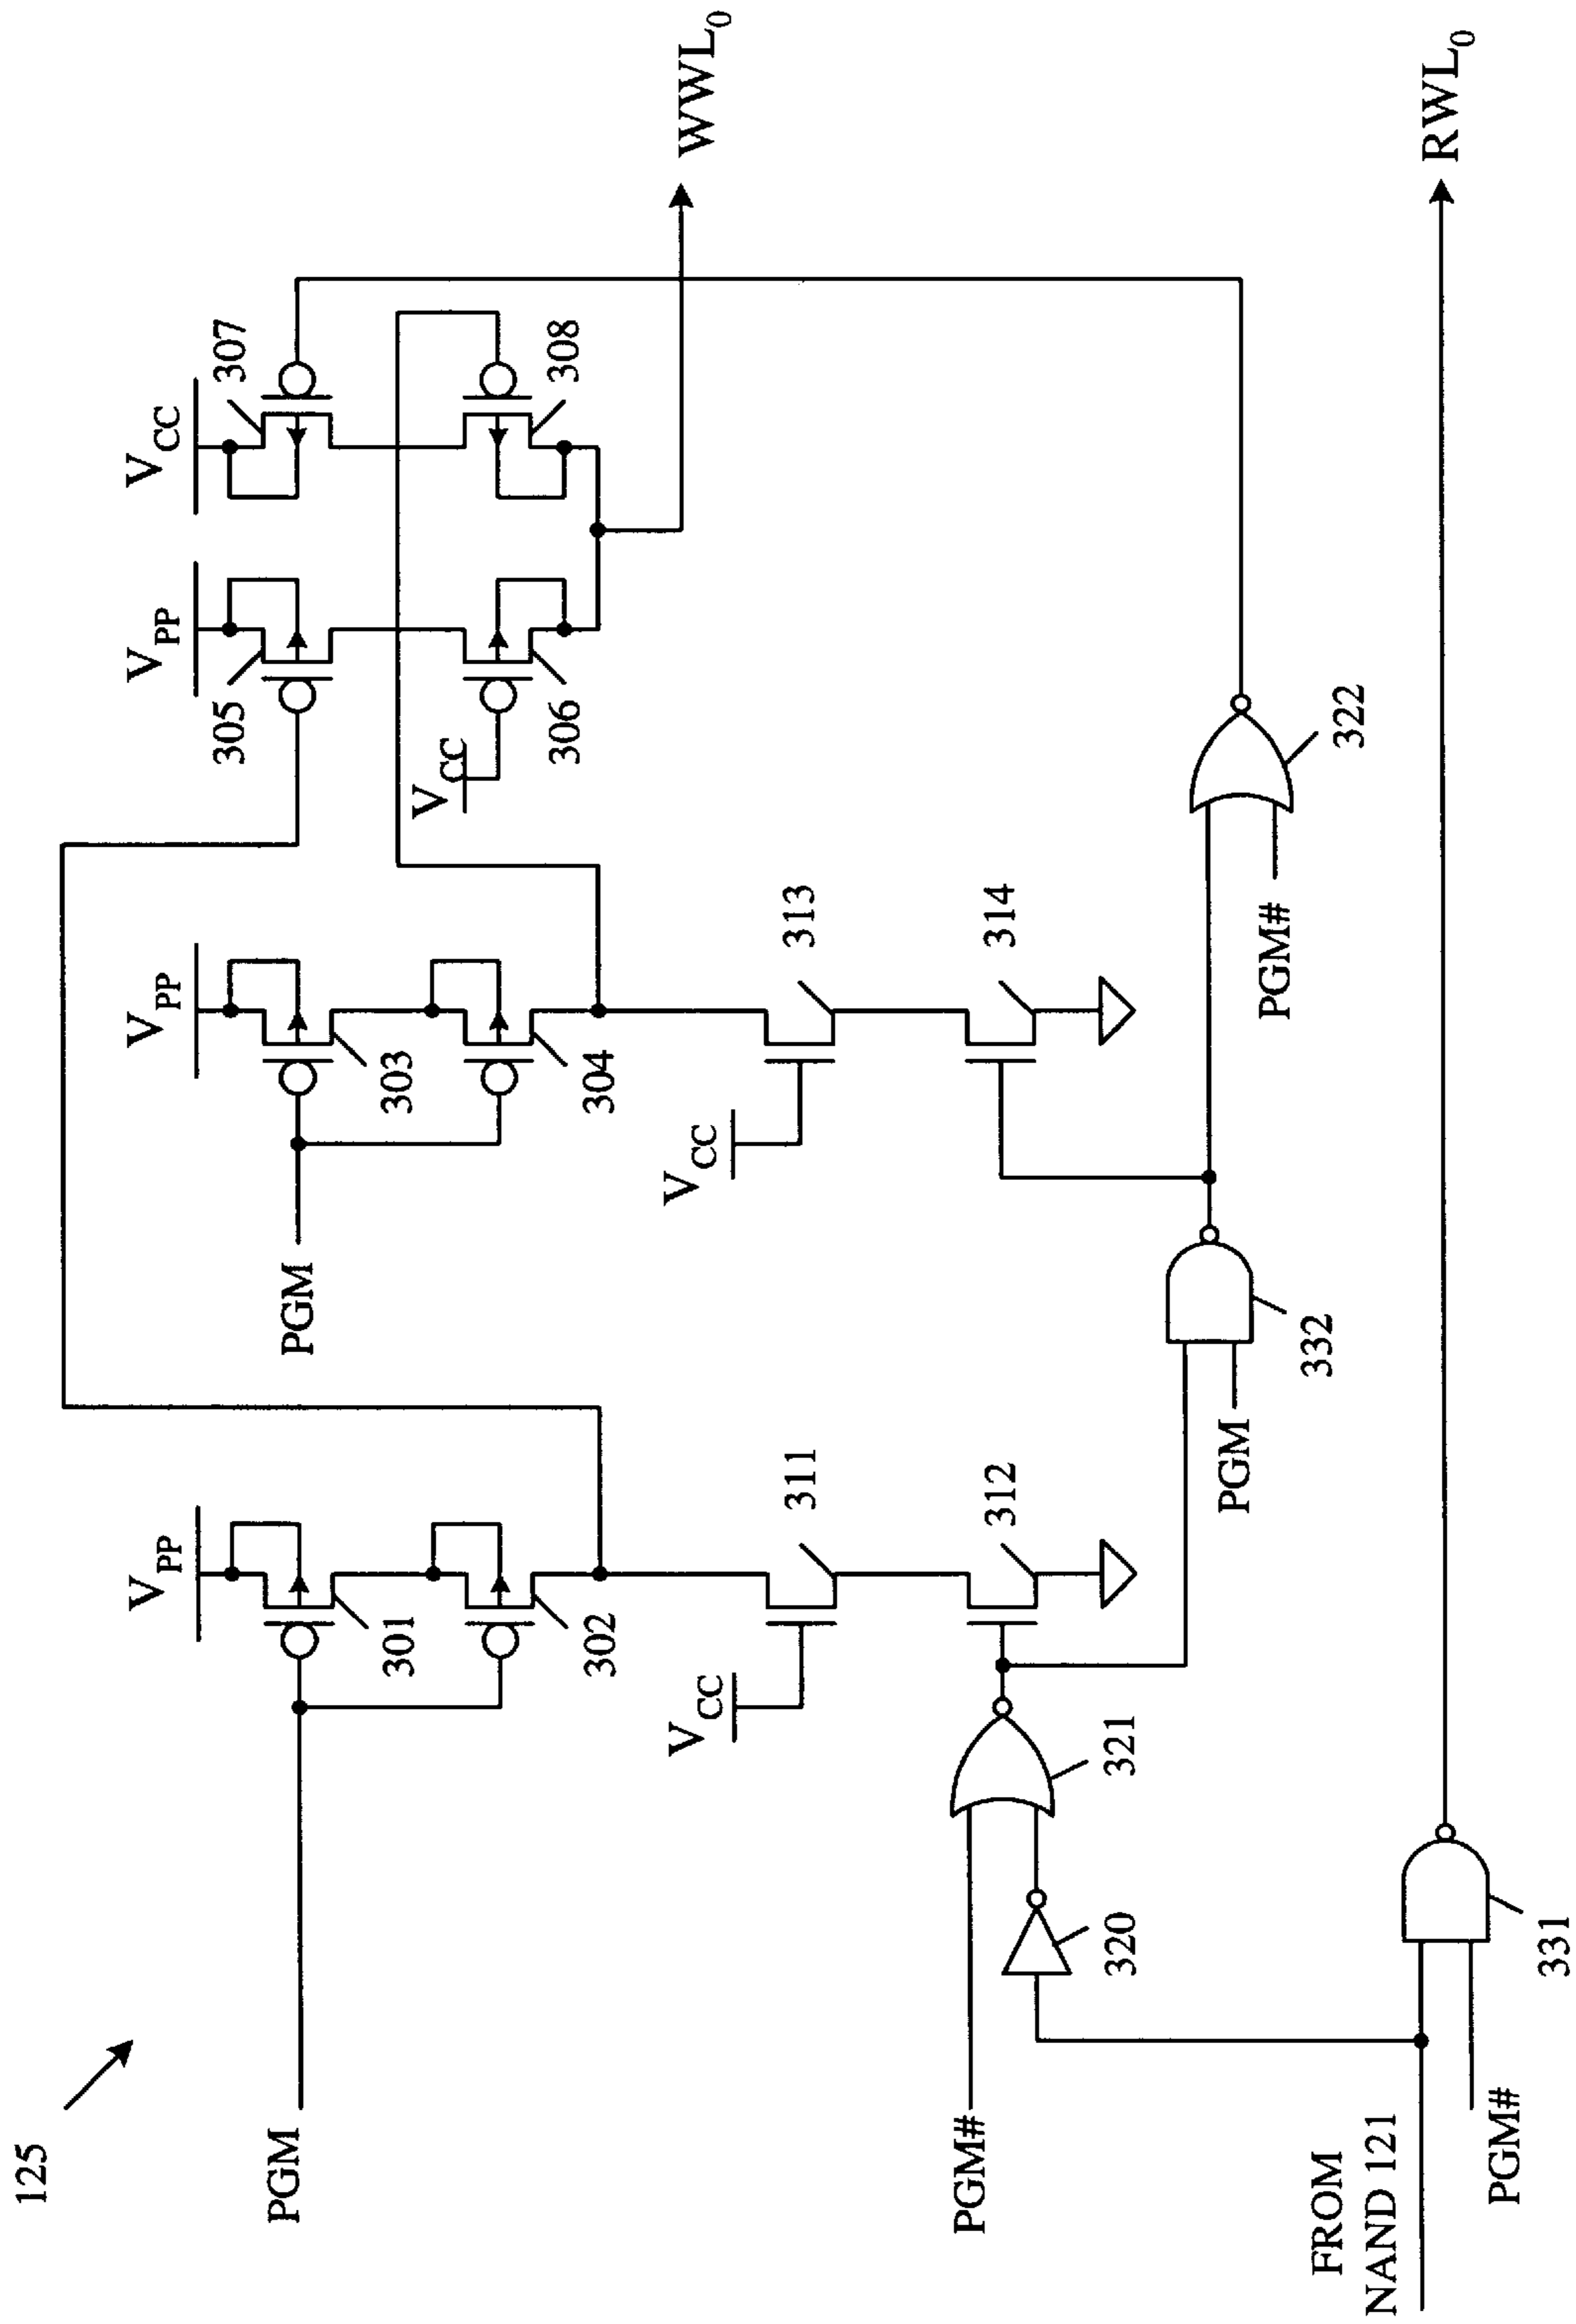 125
PGM
V_PP
301
302
V_CC
311
312
PGM#
321
320
FROM
NAND 121
PGM#
331
PGM
V_PP
303
304
V_CC
313
314
PGM
332
PGM#
322
V_PP
305
V_CC
306
V_CC
307
308
WWL_0
RWL_0